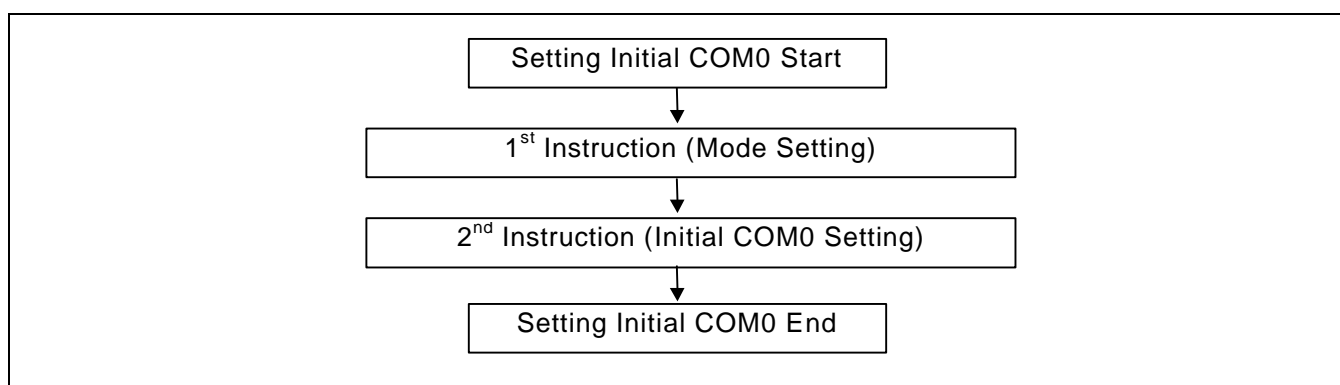 Setting Initial COM0 Start
1st Instruction (Mode Setting)
2nd Instruction (Initial COM0 Setting)
Setting Initial COM0 End